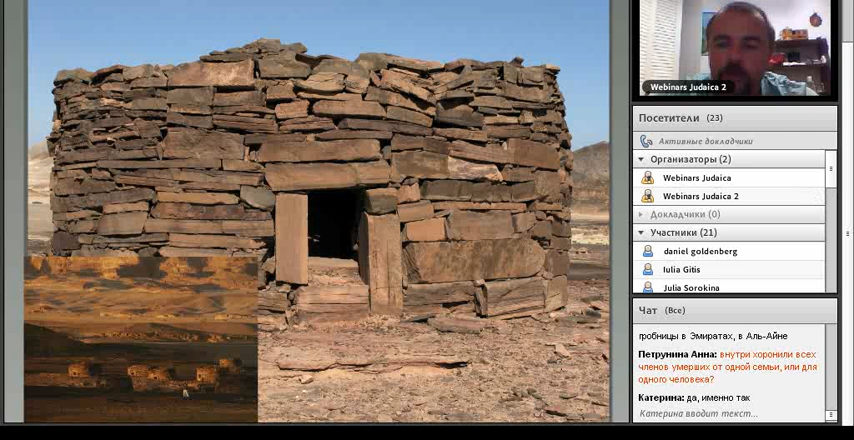 Webinars Judaica 2
Посетители (23)
Активные докладчики
Организаторы (2)
Webinars Judaica
Webinars Judaica 2
Докладчики (0)
Участники (21)
daniel goldenberg
Iulia Gitis
Julia Sorokina
Чат (Все)
гробницы в Эмиратах, в Аль-Айне
Петрунина Анна: внутри хоронили всех
членов умерших от одной семьи, или для
одного человека?
Катерина: да, именно так
Катерина вводит текст...